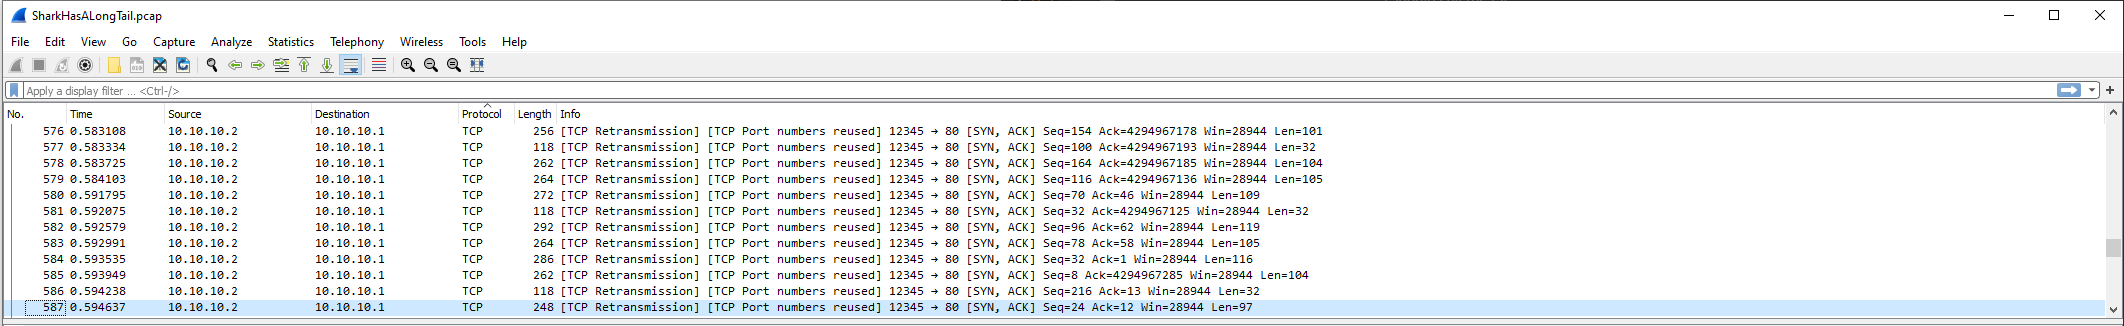 SharkHasALongTail.pcap
File Edit View Go Capture Analyze Statistics Telephony Wireless Tools Help
Apply a display filter ... <Ctrl-/>
No. Time Source Destination Protocol Length Info
576 0.583108 10.10.10.2 10.10.10.1 TCP 256 [TCP Retransmission] [TCP Port numbers reused] 12345 → 80 [SYN, ACK] Seq=154 Ack=4294967178 Win=28944 Len=101
577 0.583334 10.10.10.2 10.10.10.1 TCP 118 [TCP Retransmission] [TCP Port numbers reused] 12345 → 80 [SYN, ACK] Seq=100 Ack=4294967193 Win=28944 Len=32
578 0.583725 10.10.10.2 10.10.10.1 TCP 262 [TCP Retransmission] [TCP Port numbers reused] 12345 → 80 [SYN, ACK] Seq=164 Ack=4294967185 Win=28944 Len=104
579 0.584103 10.10.10.2 10.10.10.1 TCP 264 [TCP Retransmission] [TCP Port numbers reused] 12345 → 80 [SYN, ACK] Seq=116 Ack=4294967136 Win=28944 Len=105
580 0.591795 10.10.10.2 10.10.10.1 TCP 272 [TCP Retransmission] [TCP Port numbers reused] 12345 → 80 [SYN, ACK] Seq=70 Ack=46 Win=28944 Len=109
581 0.592075 10.10.10.2 10.10.10.1 TCP 118 [TCP Retransmission] [TCP Port numbers reused] 12345 → 80 [SYN, ACK] Seq=32 Ack=4294967125 Win=28944 Len=32
582 0.592579 10.10.10.2 10.10.10.1 TCP 292 [TCP Retransmission] [TCP Port numbers reused] 12345 → 80 [SYN, ACK] Seq=96 Ack=62 Win=28944 Len=119
583 0.592991 10.10.10.2 10.10.10.1 TCP 264 [TCP Retransmission] [TCP Port numbers reused] 12345 → 80 [SYN, ACK] Seq=78 Ack=58 Win=28944 Len=105
584 0.593535 10.10.10.2 10.10.10.1 TCP 286 [TCP Retransmission] [TCP Port numbers reused] 12345 → 80 [SYN, ACK] Seq=32 Ack=1 Win=28944 Len=116
585 0.593949 10.10.10.2 10.10.10.1 TCP 262 [TCP Retransmission] [TCP Port numbers reused] 12345 → 80 [SYN, ACK] Seq=8 Ack=4294967285 Win=28944 Len=104
586 0.594238 10.10.10.2 10.10.10.1 TCP 118 [TCP Retransmission] [TCP Port numbers reused] 12345 → 80 [SYN, ACK] Seq=216 Ack=13 Win=28944 Len=32
587 0.594637 10.10.10.2 10.10.10.1 TCP 248 [TCP Retransmission] [TCP Port numbers reused] 12345 → 80 [SYN, ACK] Seq=24 Ack=12 Win=28944 Len=97